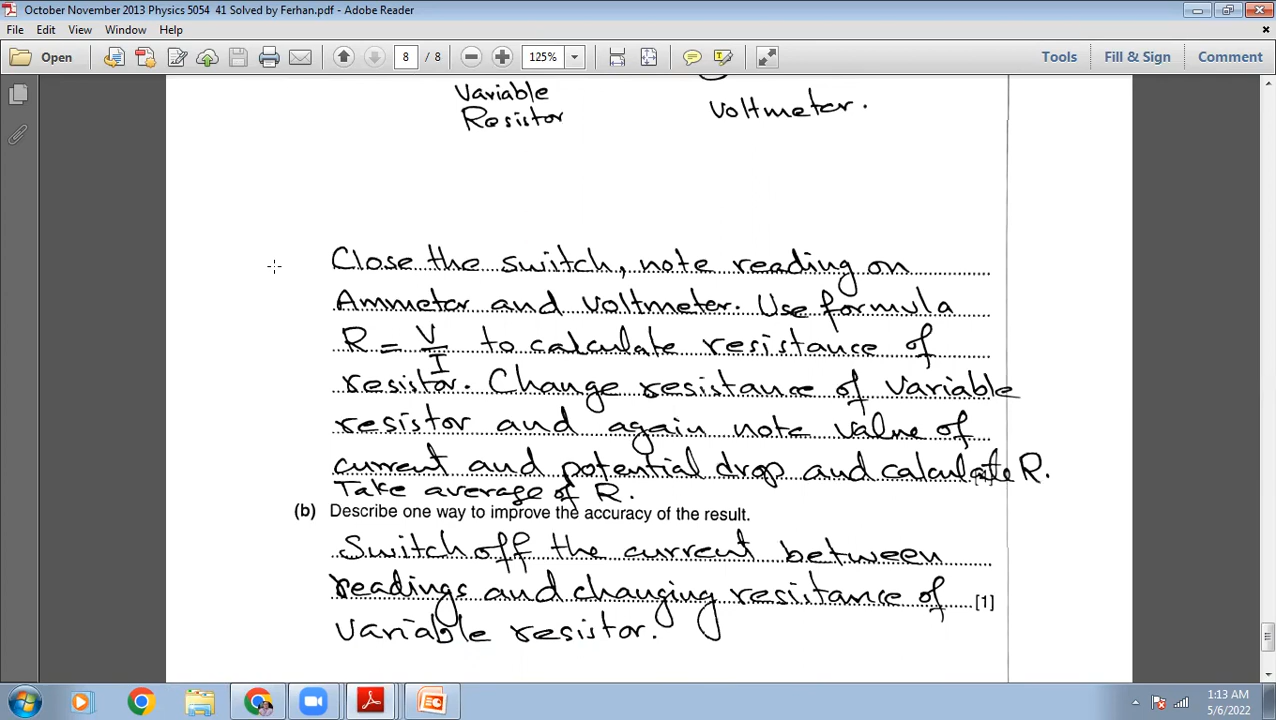 October November 2013 Physics 5054 41 Solved by Ferhan.pdf - Adobe Reader
File Edit View Window Help
Open 8 / 8 125% Tools Fill & Sign Comment
Variable
Resistor
Voltmeter.
Close the switch, note reading on
Ammeter and voltmeter. Use formula
R = V/I to calculate resistance of
resistor. Change resistance of variable
resistor and again note value of
current and potential drop and calculate R.
Take average of R.
(b) Describe one way to improve the accuracy of the result.
Switch off the current between
readings and changing resistance of
[1]
variable resistor.
1:13 AM
5/6/2022